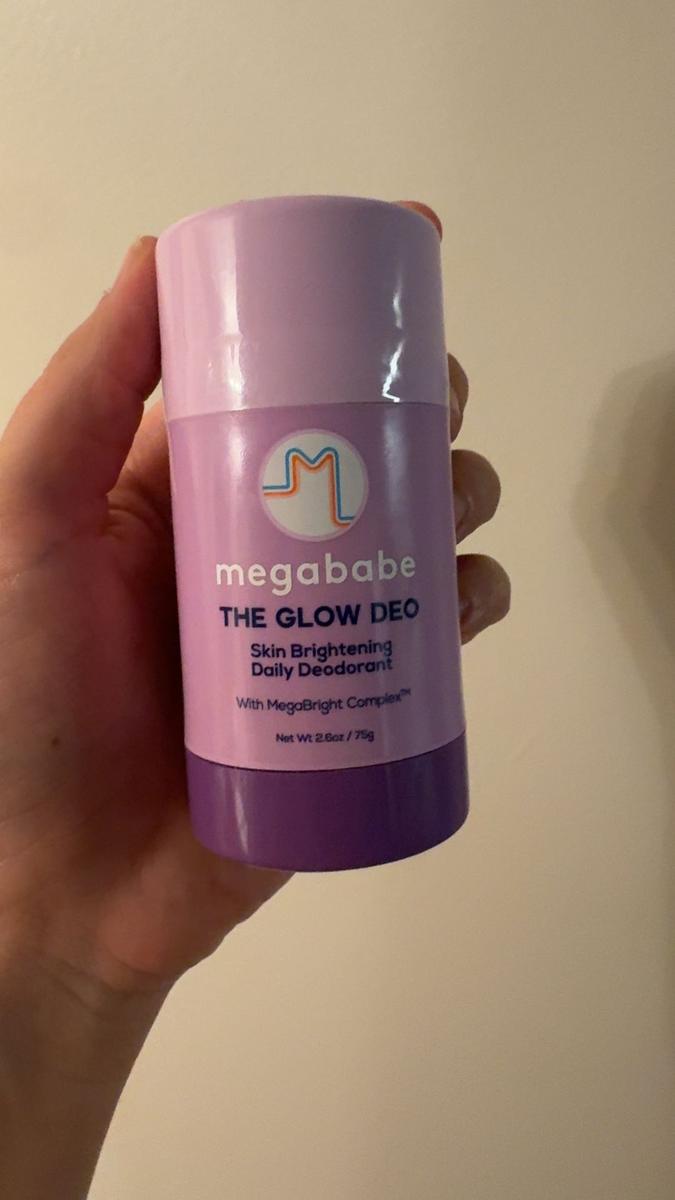 M
megababe
THE GLOW DEO
Skin Brightening
Daily Deodorant
With MegaBright Complex™
Net Wt 2.6oz / 75g